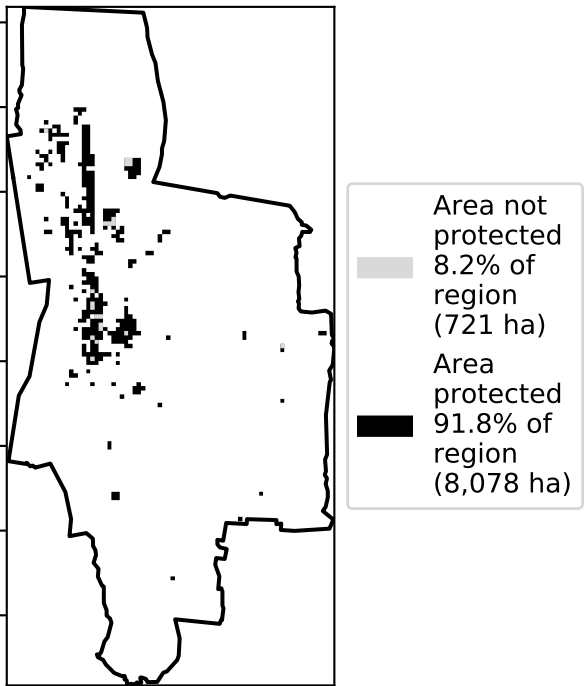 Area not
protected
8.2% of
region
(721 ha)
Area
protected
91.8% of
region
(8,078 ha)